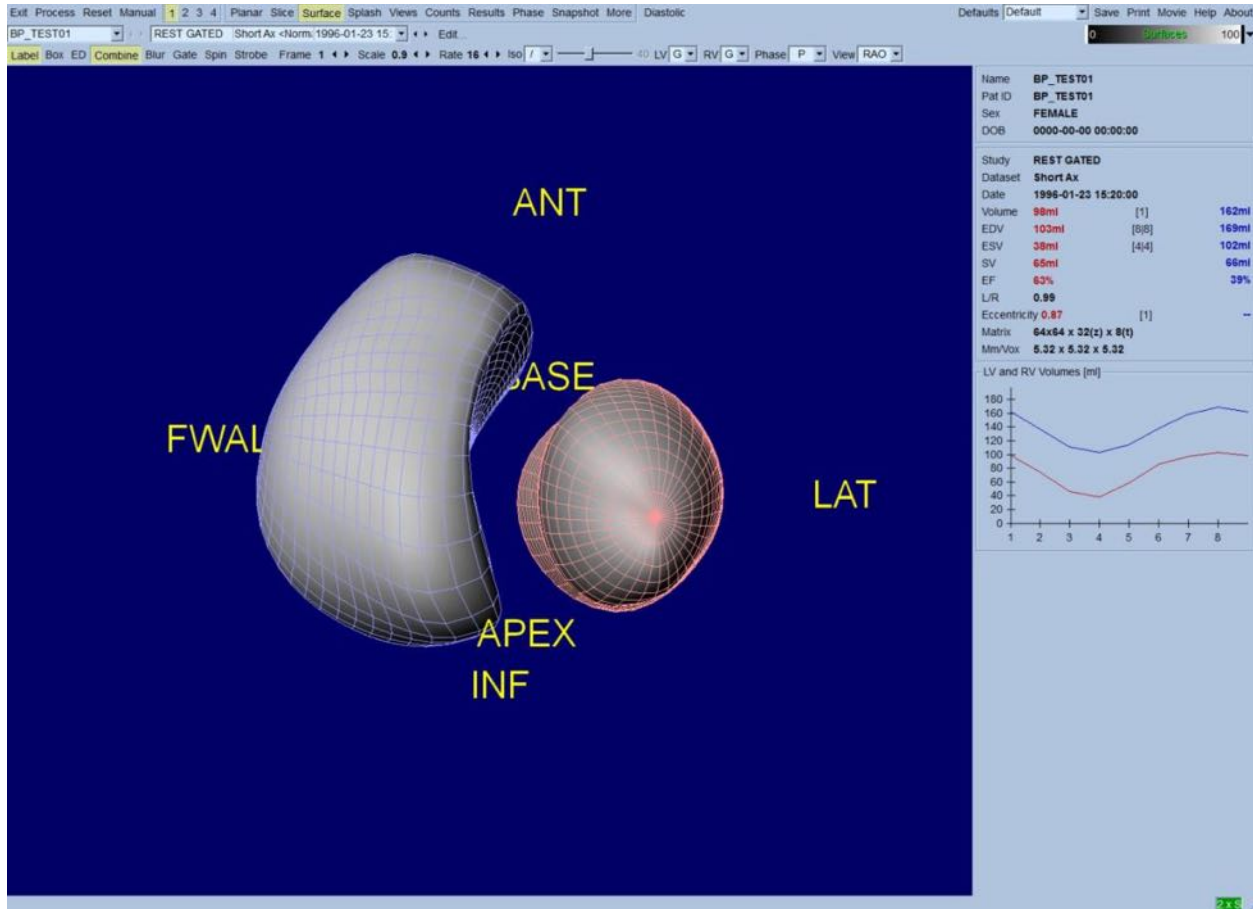 Exit Process Reset Manual 1 2 3 4 Planar Slice Surface Splash Views Counts Results Phase Snapshot More Diastolic Defaults Default Save Print Movie Help About
BP_TEST01 REST GATED Short Ax <Norm. 1996-01-23 15: Edit... 0 Surfaces 100
Label Box ED Combine Blur Gate Spin Strobe Frame 1 Scale 0.9 Rate 16 Iso / 40 LV G RV G Phase P View RAO
Name BP_TEST01
Pat ID BP_TEST01
Sex FEMALE
DOB 0000-00-00 00:00:00
Study REST GATED
Dataset Short Ax
Date 1996-01-23 15:20:00
Volume 98ml [1] 162ml
EDV 103ml [8|8] 169ml
ESV 38ml [4|4] 102ml
SV 65ml 66ml
EF 63% 39%
L/R 0.99
Eccentricity 0.87 [1] --
Matrix 64x64 x 32(z) x 8(t)
Mm/Vox 5.32 x 5.32 x 5.32
LV and RV Volumes [ml]
180
160
140
120
100
80
60
40
20
0
1 2 3 4 5 6 7 8
ANT
BASE
FWAL
LAT
APEX
INF
2 x S